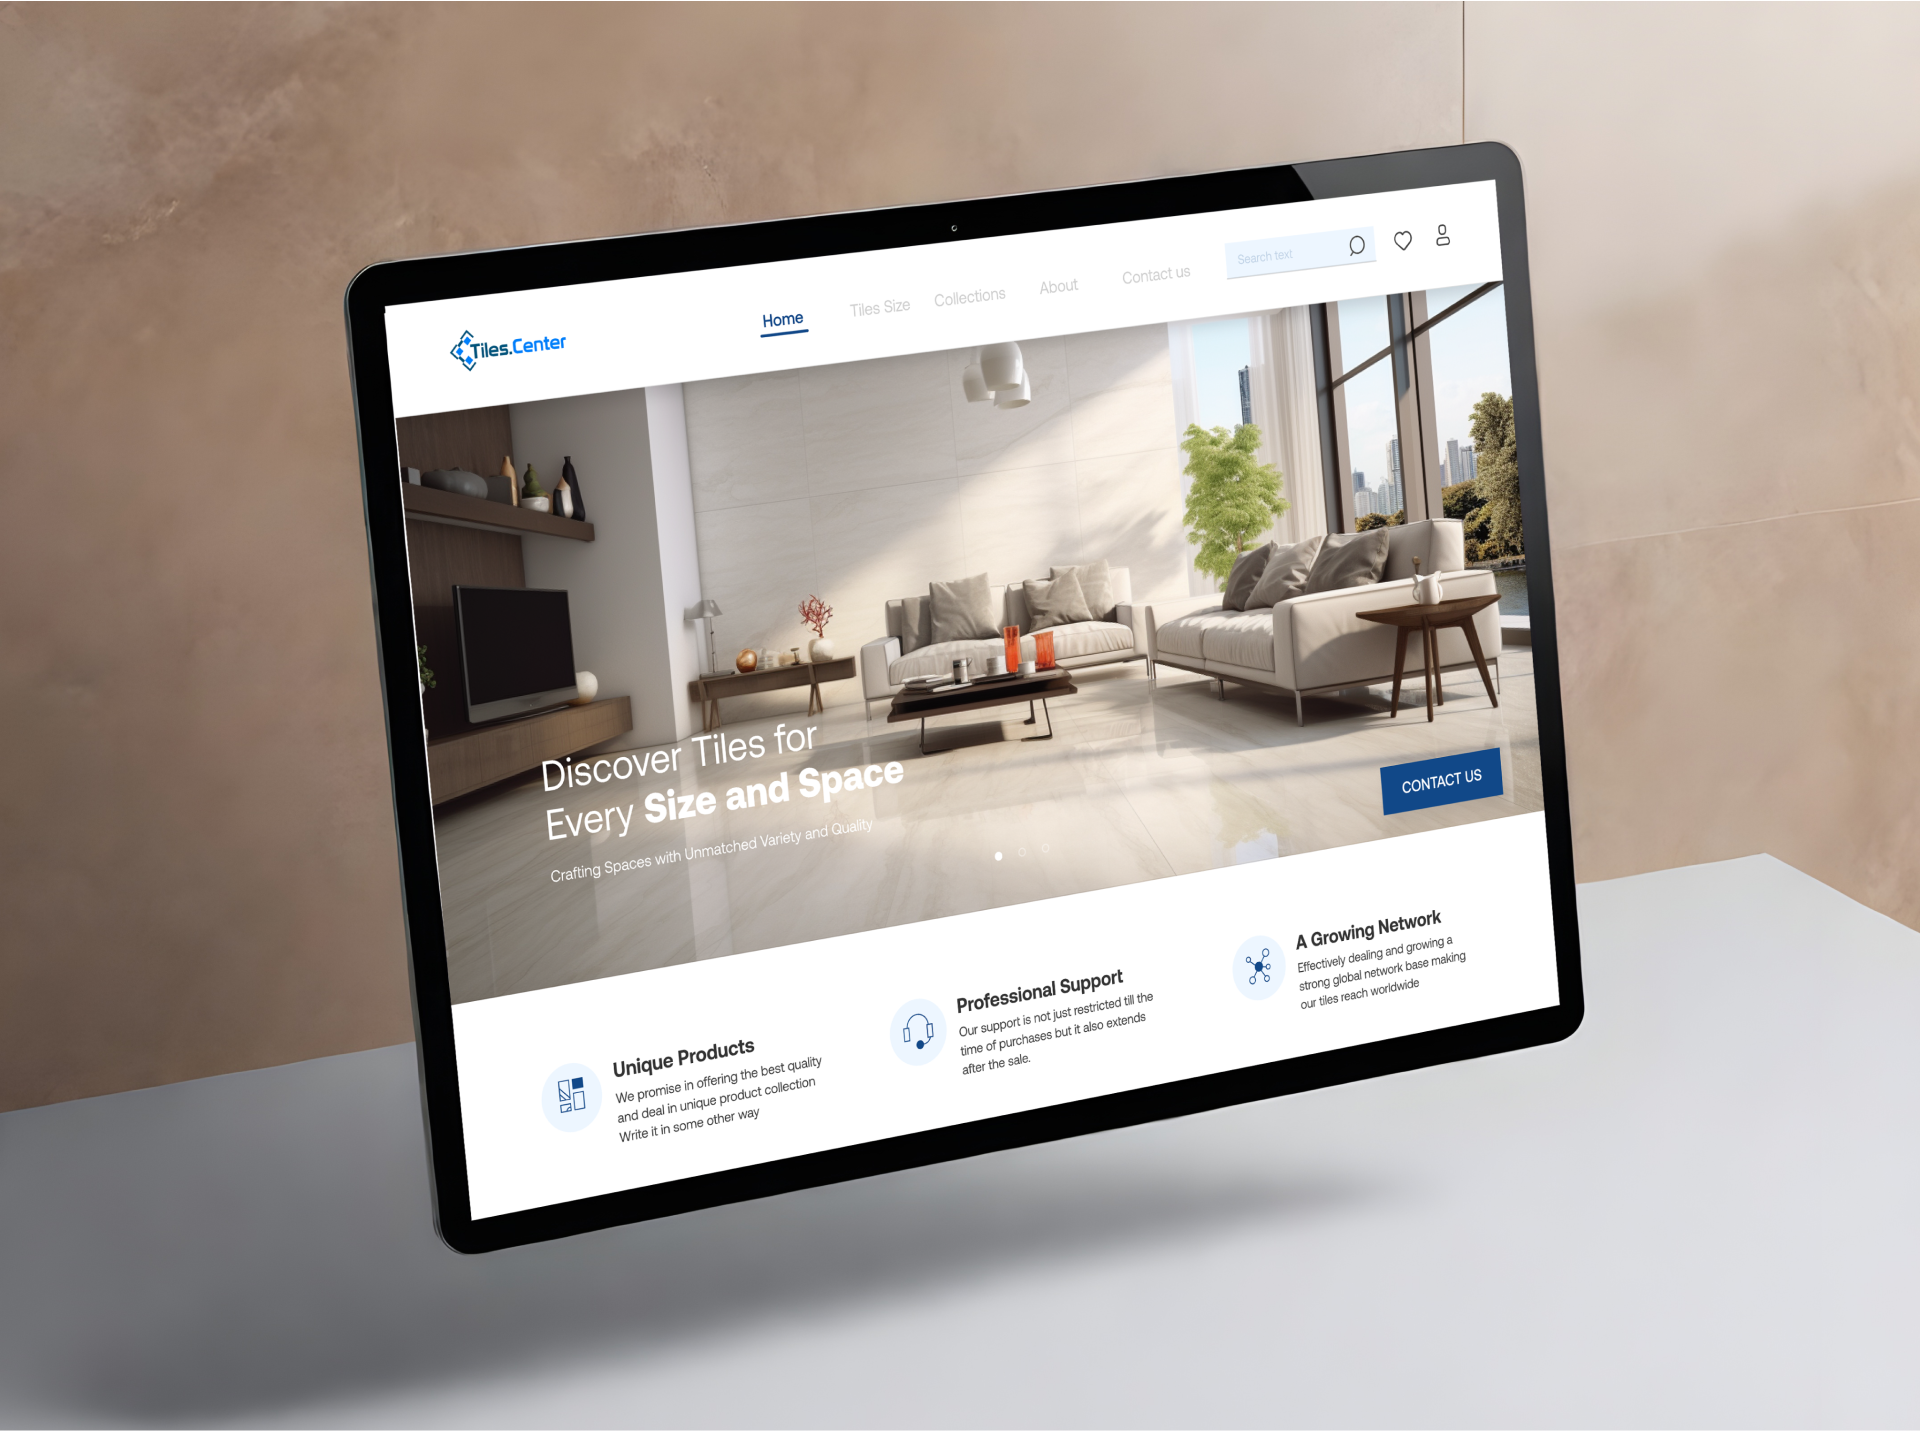 Tiles.Center
Home
Tiles Size
Collections
About
Contact us
Search text
Discover Tiles for
Every Size and Space
Crafting Spaces with Unmatched Variety and Quality
CONTACT US
Unique Products
We promise in offering the best quality
and deal in unique product collection
Write it in some other way
Professional Support
Our support is not just restricted till the
time of purchases but it also extends
after the sale.
A Growing Network
Effectively dealing and growing a
strong global network base making
our tiles reach worldwide